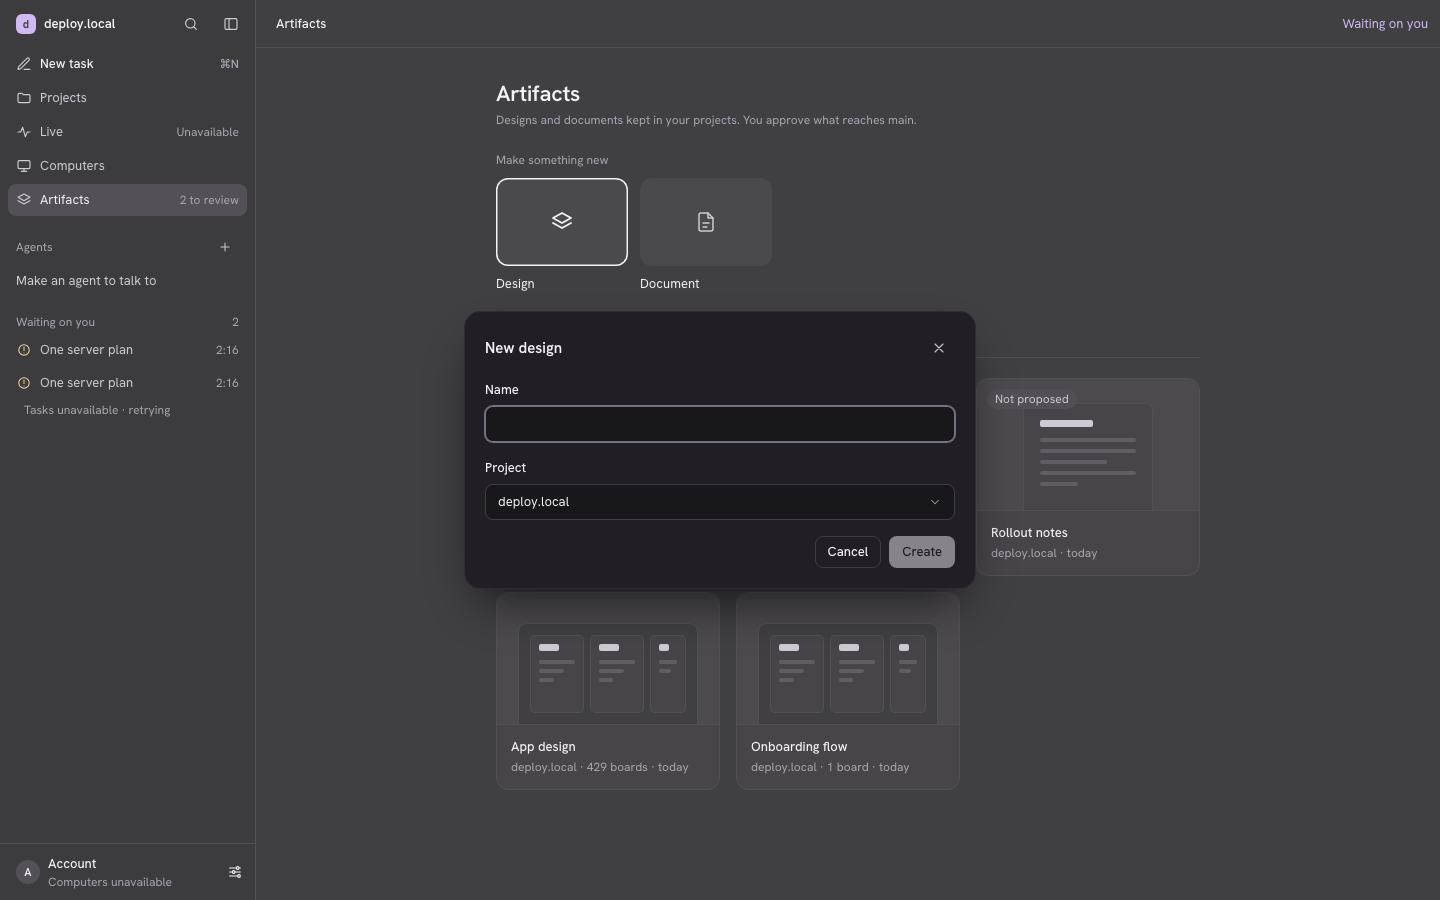 d deploy.local
New task ⌘N
Projects
Live Unavailable
Computers
Artifacts 2 to review
Agents
Make an agent to talk to
Waiting on you 2
One server plan 2:16
One server plan 2:16
Tasks unavailable · retrying
A Account
Computers unavailable
Artifacts
Waiting on you
Artifacts
Designs and documents kept in your projects. You approve what reaches main.
Make something new
Design
Document
New design
Name
Project
deploy.local
Cancel
Create
Not proposed
Rollout notes
deploy.local · today
App design
deploy.local · 429 boards · today
Onboarding flow
deploy.local · 1 board · today